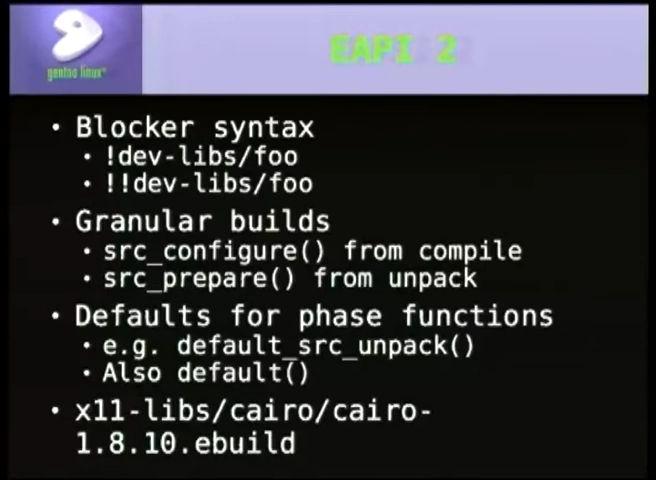 gentoo linux
EAPI 2
• Blocker syntax
• !dev-libs/foo
• !!dev-libs/foo
• Granular builds
• src_configure() from compile
• src_prepare() from unpack
• Defaults for phase functions
• e.g. default_src_unpack()
• Also default()
• x11-libs/cairo/cairo-
1.8.10.ebuild